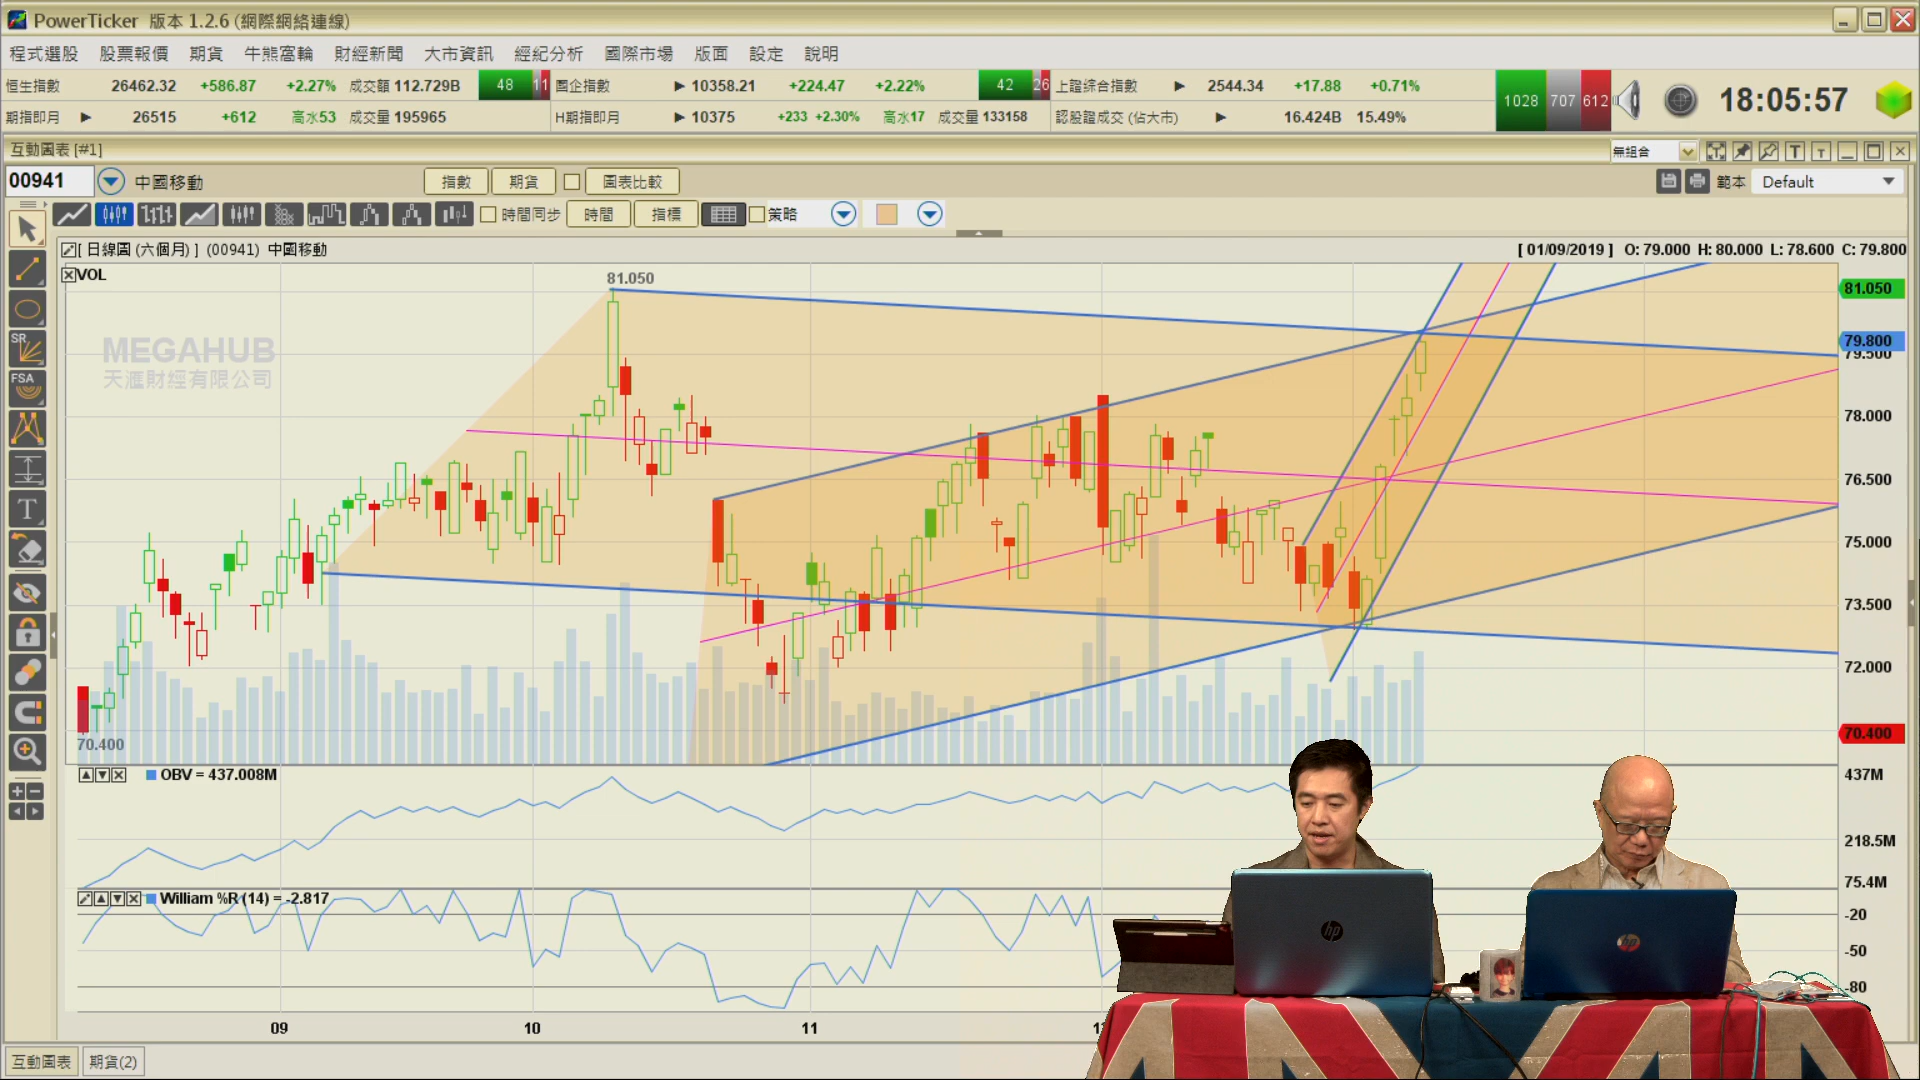 PowerTicker 版本 1.2.6 (網際網絡連線)
程式選股 股票報價 期貨 牛熊窩輪 財經新聞 大市資訊 經紀分析 國際市場 版面 設定 說明
恒生指數 26462.32 +586.87 +2.27% 成交額 112.729B 48 11 國企指數 ▶ 10358.21 +224.47 +2.22% 42 26 上證綜合指數 ▶ 2544.34 +17.88 +0.71%
1028 707 612 18:05:57
期指即月 ▶ 26515 +612 高水53 成交量 195965 H期指即月 ▶ 10375 +233 +2.30% 高水17 成交量 133158 認股證成交 (佔大市) ▶ 16.424B 15.49%
互動圖表 [#1] 無組合
00941 中國移動 指數 期貨 圖表比較 範本 Default
時間同步 時間 指標 策略
[ 日線圖 (六個月) ] (00941) 中國移動 [ 01/09/2019 ] O: 79.000 H: 80.000 L: 78.600 C: 79.800
VOL
81.050
81.050
MEGAHUB
天滙財經有限公司
79.800
79.500
78.000
76.500
75.000
73.500
72.000
70.400
70.400
SR
FSA
T
OBV = 437.008M
437M
218.5M
75.4M
William %R (14) = -2.817
-20
-50
-80
hp
hp
09 10 11
互動圖表 期貨(2)